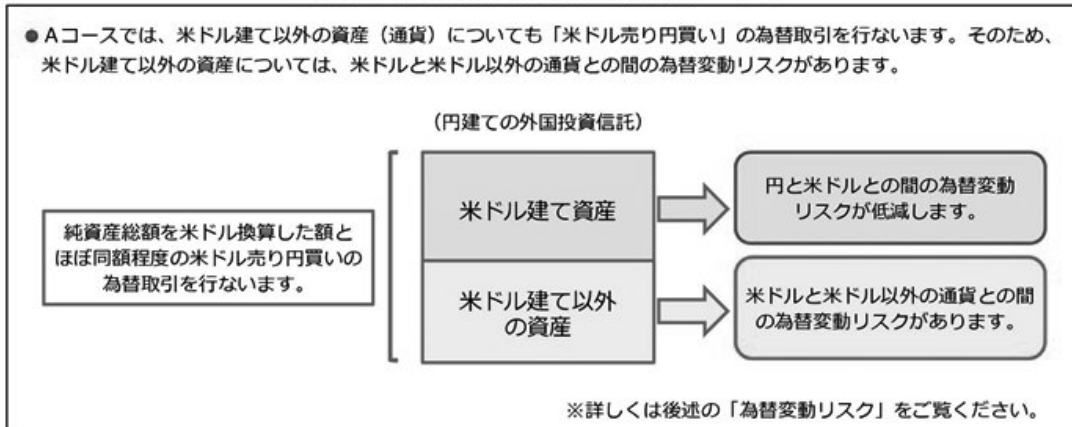 ●Aコースでは、米ドル建て以外の資産（通貨）についても「米ドル売り円買い」の為替取引を行ないます。そのため、
米ドル建て以外の資産については、米ドルと米ドル以外の通貨との間の為替変動リスクがあります。
（円建ての外国投資信託）
純資産総額を米ドル換算した額と
ほぼ同額程度の米ドル売り円買いの
為替取引を行ないます。
米ドル建て資産
円と米ドルとの間の為替変動
リスクが低減します。
米ドル建て以外
の資産
米ドルと米ドル以外の通貨との間
の為替変動リスクがあります。
※詳しくは後述の「為替変動リスク」をご覧ください。